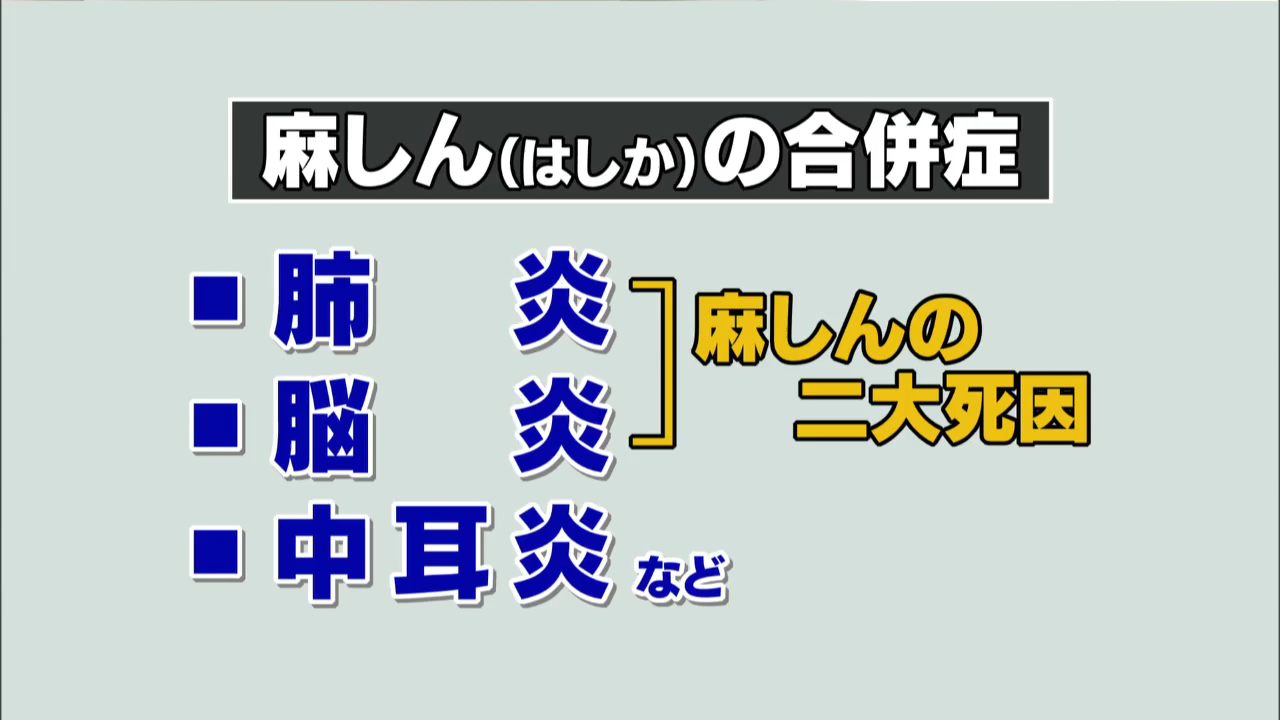 麻しん(はしか)の合併症
■肺　炎
■脳　炎
麻しんの
二大死因
■中耳炎など